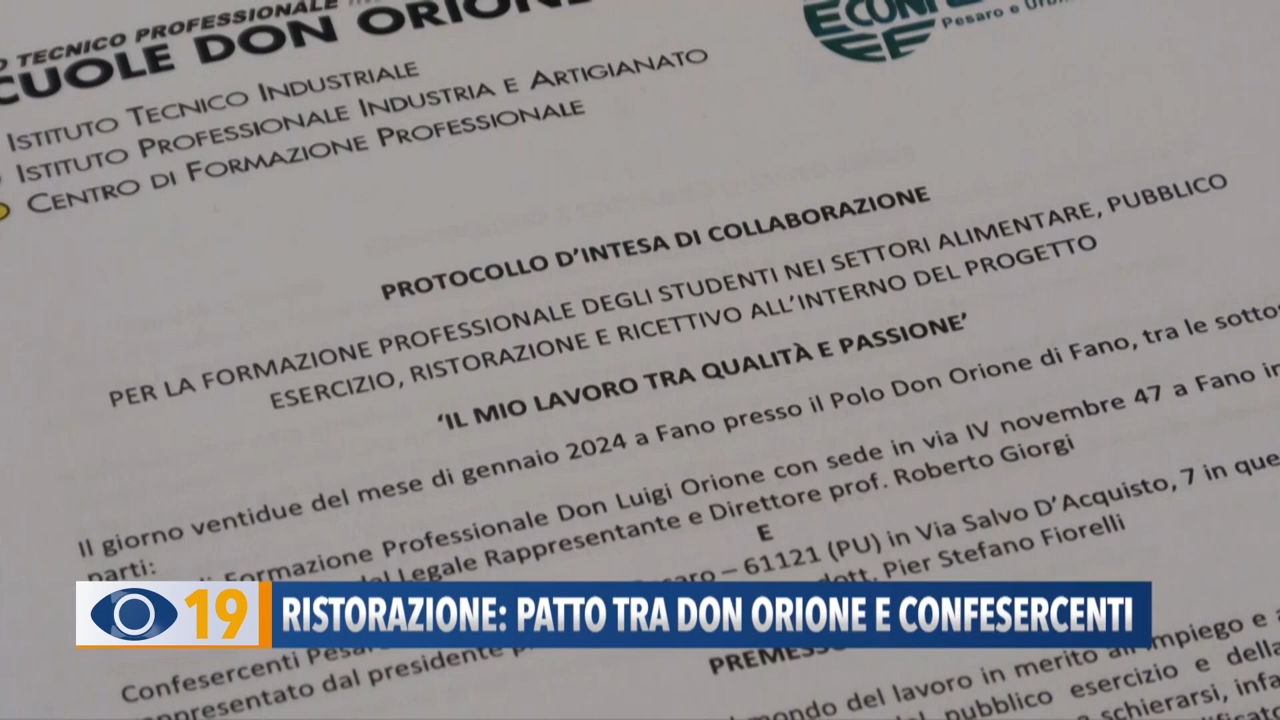 TECNICO PROFESSIONALE
CUOLE DON ORIONE
Pesaro e Urbi
ISTITUTO TECNICO INDUSTRIALE
ISTITUTO PROFESSIONALE INDUSTRIA E ARTIGIANATO
CENTRO DI FORMAZIONE PROFESSIONALE
PROTOCOLLO D'INTESA DI COLLABORAZIONE
PER LA FORMAZIONE PROFESSIONALE DEGLI STUDENTI NEI SETTORI ALIMENTARE, PUBBLICO
ESERCIZIO, RISTORAZIONE E RICETTIVO ALL'INTERNO DEL PROGETTO
'IL MIO LAVORO TRA QUALITÀ E PASSIONE'
Il giorno ventidue del mese di gennaio 2024 a Fano presso il Polo Don Orione di Fano, tra le sotto
parti:
di Formazione Professionale Don Luigi Orione con sede in via IV novembre 47 a Fano in
Legale Rappresentante e Direttore prof. Roberto Giorgi
E
– 61121 (PU) in Via Salvo D'Acquisto, 7 in que
dott. Pier Stefano Fiorelli
19 RISTORAZIONE: PATTO TRA DON ORIONE E CONFESERCENTI
Confesercenti
dal presidente
PREMESSO
mondo del lavoro in merito all'impiego e
pubblico esercizio e della
schierarsi,